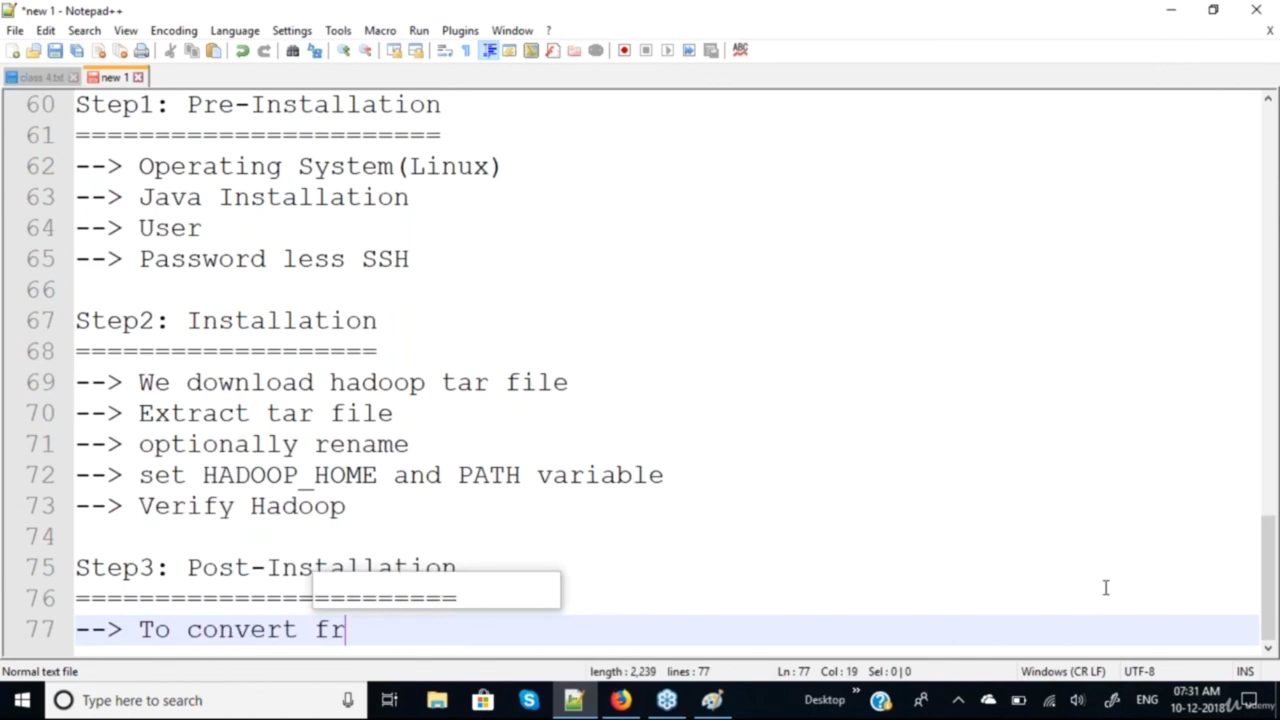 *new 1 - Notepad++
File Edit Search View Encoding Language Settings Tools Macro Run Plugins Window ? X
ABC
class 4.txt new 1
60 Step1: Pre-Installation
61 =======================
62 --> Operating System(Linux)
63 --> Java Installation
64 --> User
65 --> Password less SSH
66
67 Step2: Installation
68 ===================
69 --> We download hadoop tar file
70 --> Extract tar file
71 --> optionally rename
72 --> set HADOOP_HOME and PATH variable
73 --> Verify Hadoop
74
75 Step3: Post-Installation
76 ========================
77 --> To convert fr
Normal text file length : 2,239 lines : 77 Ln : 77 Col : 19 Sel : 0 | 0 Windows (CR LF) UTF-8 INS
Type here to search Desktop ENG 07:31 AM
10-12-2018
Udemy